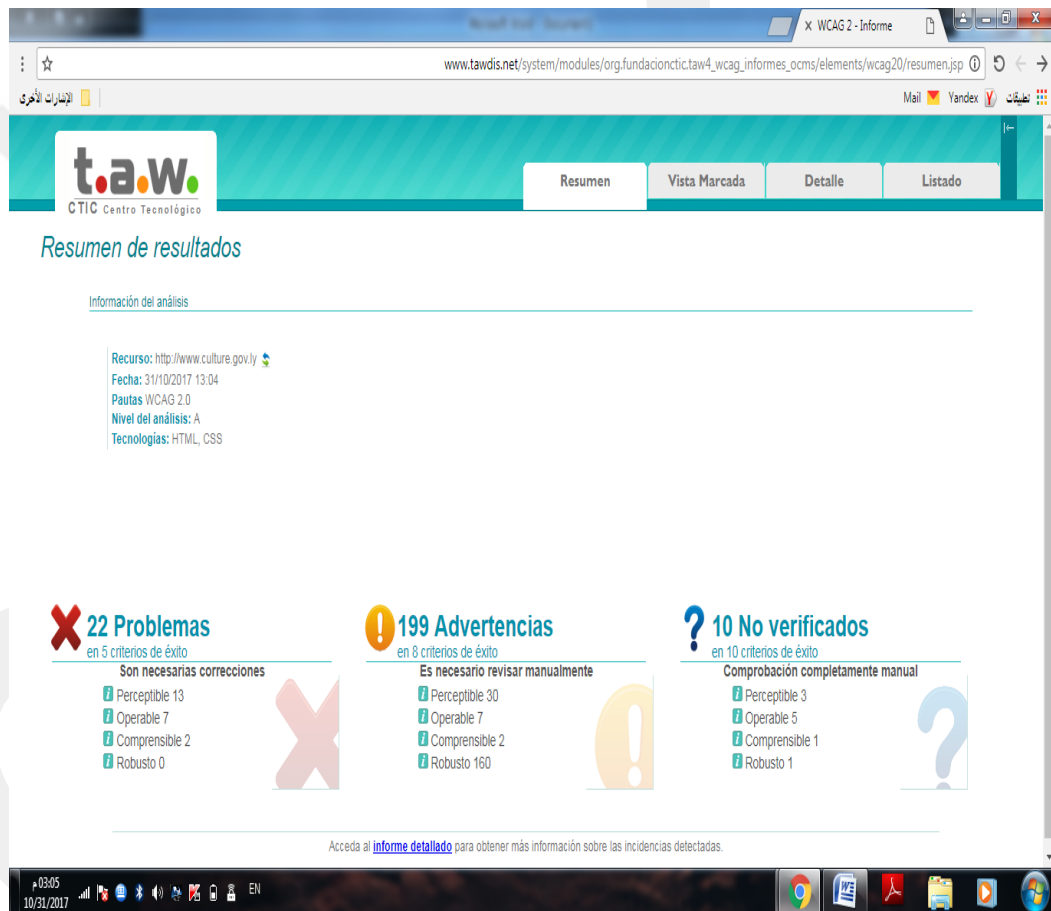 WCAG 2 - Informe
www.tawdis.net/system/modules/org.fundacionctic.taw4_wcag_informes_ocms/elements/wcag20/resumen.jsp
الإشارات الأخرى
Mail Yandex تطبيقات
t.a.w.
CTIC Centro Tecnológico
Resumen Vista Marcada Detalle Listado
Resumen de resultados
Información del análisis
Recurso: http://www.culture.gov.ly
Fecha: 31/10/2017 13:04
Pautas WCAG 2.0
Nivel del análisis: A
Tecnologías: HTML, CSS
22 Problemas
en 5 criterios de éxito
Son necesarias correcciones
Perceptible 13
Operable 7
Comprensible 2
Robusto 0
199 Advertencias
en 8 criterios de éxito
Es necesario revisar manualmente
Perceptible 30
Operable 7
Comprensible 2
Robusto 160
10 No verificados
en 10 criterios de éxito
Comprobación completamente manual
Perceptible 3
Operable 5
Comprensible 1
Robusto 1
Acceda al informe detallado para obtener más información sobre las incidencias detectadas.
03:05 م
10/31/2017
EN